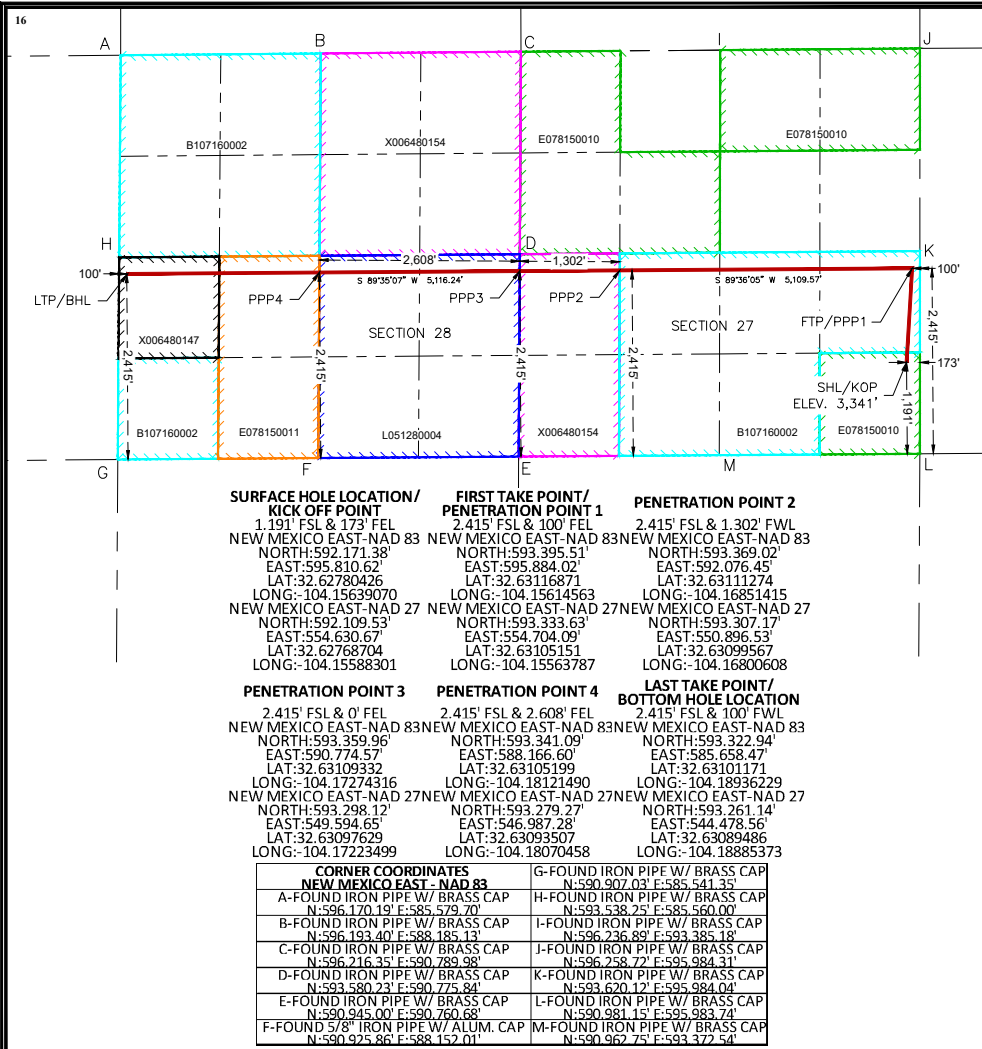 16
A
B
C
J
B107160002
X006480154
E078150010
E078150010
H
D
K
2,608'
1,302'
100'
100'
S 89°35'07" W 5,116.24'
S 89°36'05" W 5,109.57'
LTP/BHL
PPP4
PPP3
PPP2
FTP/PPP1
X006480147
SECTION 28
SECTION 27
2,415'
2,415'
2,415'
2,415'
2,415'
173'
SHL/KOP
ELEV. 3,341'
1,191'
B107160002
E078150011
L051280004
X006480154
B107160002
E078150010
G
F
E
M
L
SURFACE HOLE LOCATION/
KICK OFF POINT
1.191' FSL & 173' FEL
NEW MEXICO EAST-NAD 83
NORTH:592.171.38'
EAST:595.810.62'
LAT:32.62780426
LONG:-104.15639070
NEW MEXICO EAST-NAD 27
NORTH:592.109.53'
EAST:554.630.67'
LAT:32.62768704
LONG:-104.15588301
FIRST TAKE POINT/
PENETRATION POINT 1
2.415' FSL & 100' FEL
NEW MEXICO EAST-NAD 83
NORTH:593.395.51'
EAST:595.884.02'
LAT:32.63116871
LONG:-104.15614563
NEW MEXICO EAST-NAD 27
NORTH:593.333.63'
EAST:554.704.09'
LAT:32.63105151
LONG:-104.15563787
PENETRATION POINT 2
2.415' FSL & 1.302' FWL
NEW MEXICO EAST-NAD 83
NORTH:593.369.02'
EAST:592.076.45'
LAT:32.63111274
LONG:-104.16851415
NEW MEXICO EAST-NAD 27
NORTH:593.307.17'
EAST:550.896.53'
LAT:32.63099567
LONG:-104.16800608
PENETRATION POINT 3
2.415' FSL & 0' FEL
NEW MEXICO EAST-NAD 83
NORTH:593.359.96'
EAST:590.774.57'
LAT:32.63109332
LONG:-104.17274316
NEW MEXICO EAST-NAD 27
NORTH:593.298.12'
EAST:549.594.65'
LAT:32.63097629
LONG:-104.17223499
PENETRATION POINT 4
2.415' FSL & 2.608' FEL
NEW MEXICO EAST-NAD 83
NORTH:593.341.09'
EAST:588.166.60'
LAT:32.63105199
LONG:-104.18121490
NEW MEXICO EAST-NAD 27
NORTH:593.279.27'
EAST:546.987.28'
LAT:32.63093507
LONG:-104.18070458
LAST TAKE POINT/
BOTTOM HOLE LOCATION
2.415' FSL & 100' FWL
NEW MEXICO EAST-NAD 83
NORTH:593.322.94'
EAST:585.658.47'
LAT:32.63101171
LONG:-104.18936229
NEW MEXICO EAST-NAD 27
NORTH:593.261.14'
EAST:544.478.56'
LAT:32.63089486
LONG:-104.18885373
CORNER COORDINATES
NEW MEXICO EAST - NAD 83
A-FOUND IRON PIPE W/ BRASS CAP
N:596.170.19' E:585.579.70'
B-FOUND IRON PIPE W/ BRASS CAP
N:596.193.40' E:588.185.13'
C-FOUND IRON PIPE W/ BRASS CAP
N:596.216.35' E:590.789.98'
D-FOUND IRON PIPE W/ BRASS CAP
N:593.580.23' E:590.775.84'
E-FOUND IRON PIPE W/ BRASS CAP
N:590.945.00' E:590.760.68'
F-FOUND 5/8" IRON PIPE W/ ALUM. CAP
N:590.925.86' E:588.152.01'
G-FOUND IRON PIPE W/ BRASS CAP
N:590.907.03' E:585.541.35'
H-FOUND IRON PIPE W/ BRASS CAP
N:593.538.25' E:585.560.00'
I-FOUND IRON PIPE W/ BRASS CAP
N:596.236.89' E:593.385.18'
J-FOUND IRON PIPE W/ BRASS CAP
N:596.258.72' E:595.984.31'
K-FOUND IRON PIPE W/ BRASS CAP
N:593.620.12' E:595.984.04'
L-FOUND IRON PIPE W/ BRASS CAP
N:590.981.15' E:595.983.74'
M-FOUND IRON PIPE W/ BRASS CAP
N:590.962.75' E:593.372.54'